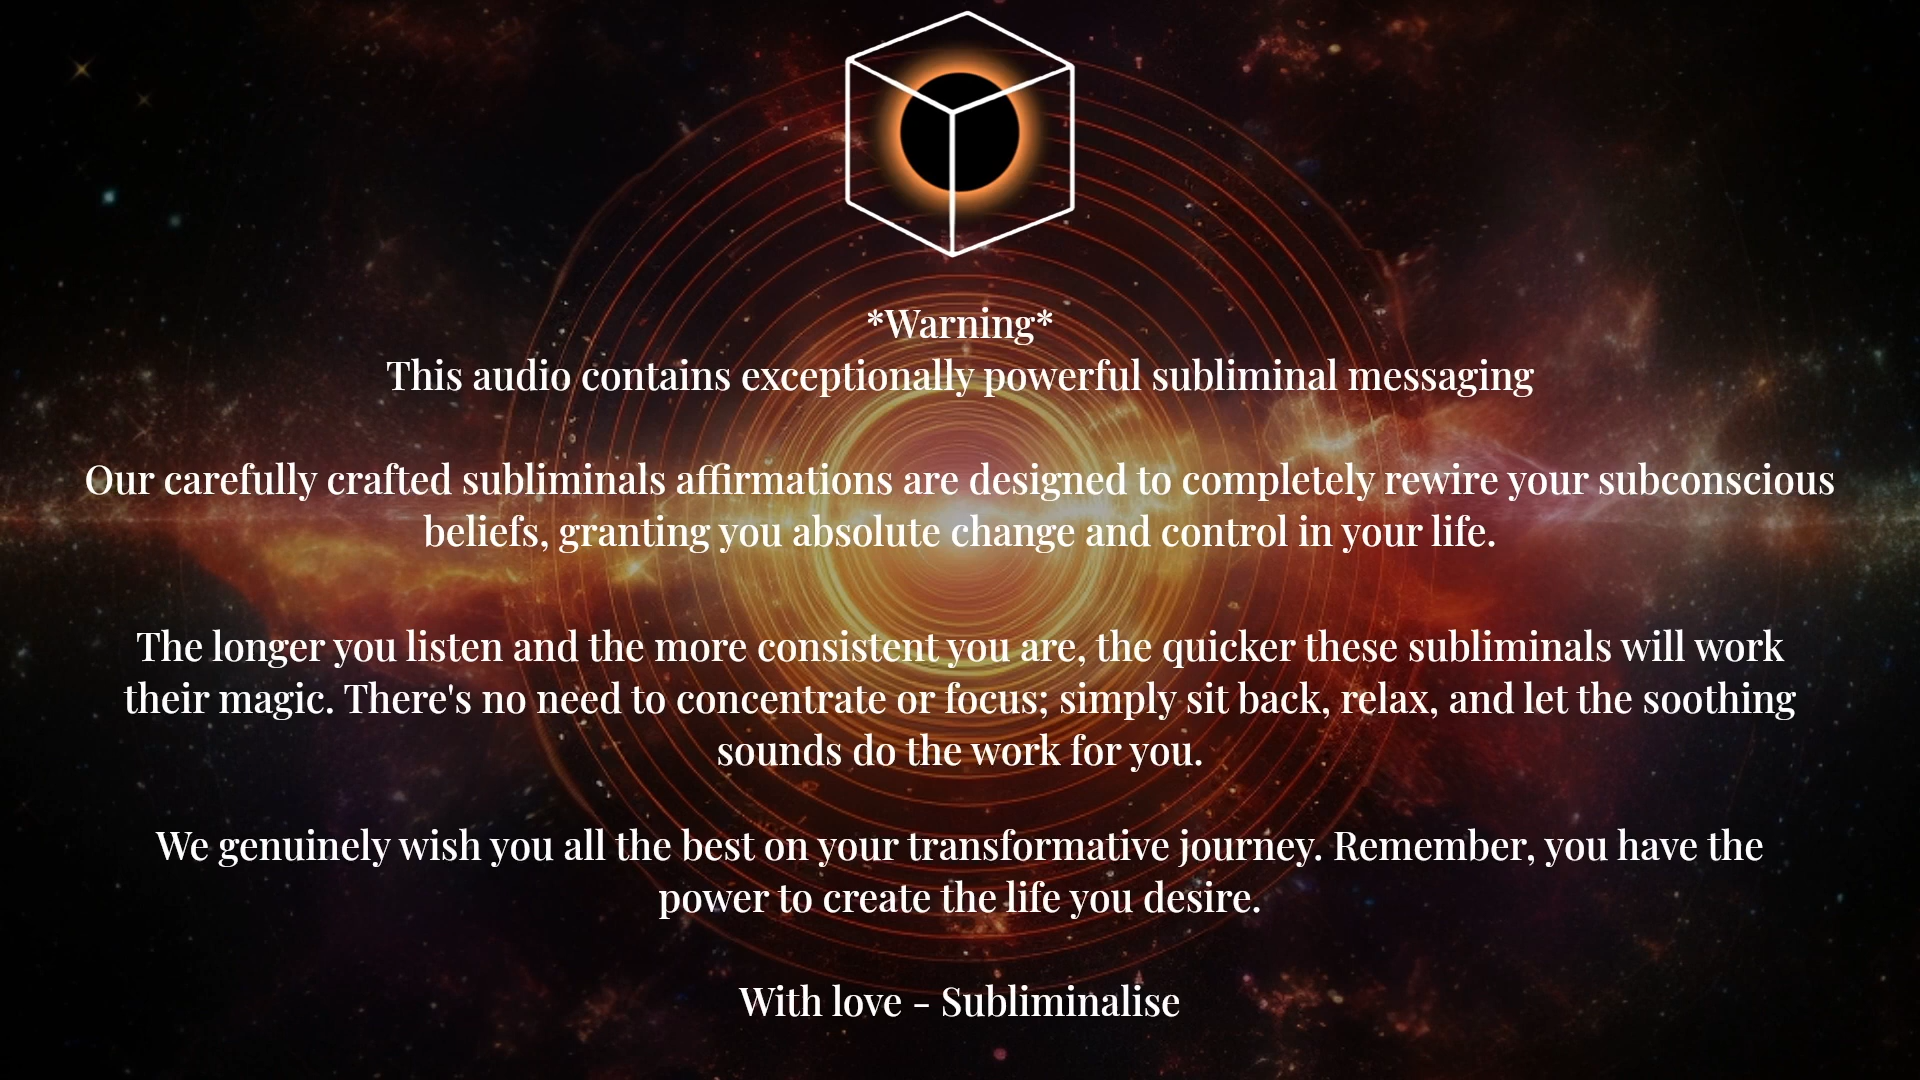 *Warning*
This audio contains exceptionally powerful subliminal messaging
Our carefully crafted subliminals affirmations are designed to completely rewire your subconscious
beliefs, granting you absolute change and control in your life.
The longer you listen and the more consistent you are, the quicker these subliminals will work
their magic. There's no need to concentrate or focus; simply sit back, relax, and let the soothing
sounds do the work for you.
We genuinely wish you all the best on your transformative journey. Remember, you have the
power to create the life you desire.
With love - Subliminalise